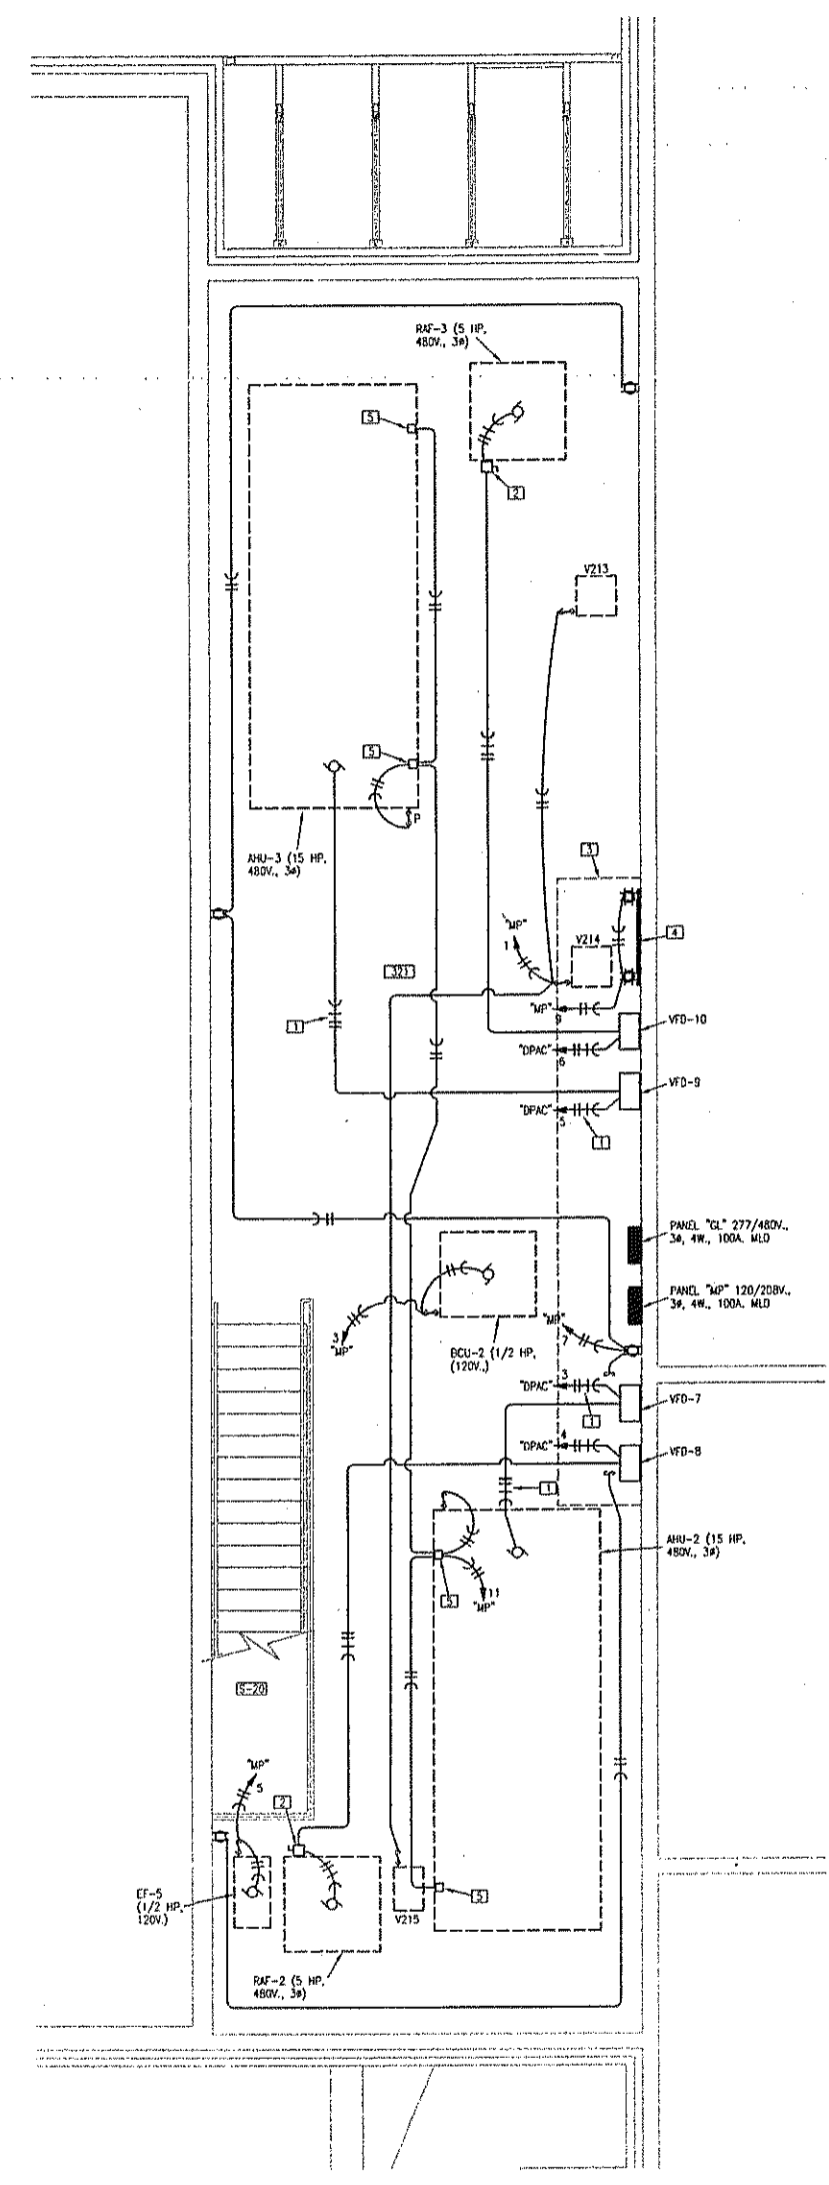 RAF-3 (5 HP,
480V., 3ø)
5
2
V213
5
P
AHU-3 (15 HP,
480V., 3ø)
3
"MP"
1
V214
4
321
"MP"
9
1
VFD-10
"DPAC"
6
VFD-9
"DPAC"
5
1
PANEL "GL" 277/480V.,
3ø, 4W., 100A. MLO
PANEL "MP" 120/208V.,
3ø, 4W., 100A. MLO
"MP"
7
3
"MP"
BCU-2 (1/2 HP,
(120V.,)
3
"DPAC"
VFD-7
1
4
"DPAC"
VFD-8
1
AHU-2 (15 HP,
480V., 3ø)
11
5
"MP"
S-20
"MP"
5
2
EF-5
(1/2 HP,
120V.)
5
V215
RAF-2 (5 HP,
480V., 3ø)